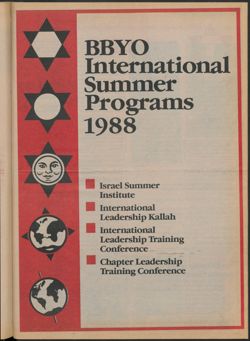 BBYO
International
Summer
Programs
1988
Israel Summer
Institute
International
Leadership Kallah
International
Leadership Training
Conference
Chapter Leadership
Training Conference